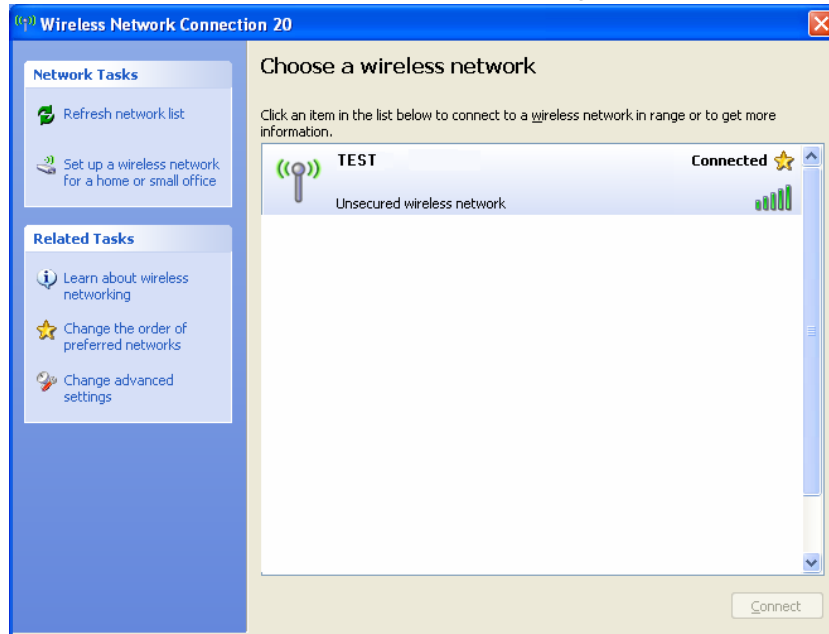 Wireless Network Connection 20
Network Tasks
Refresh network list
Set up a wireless network
for a home or small office
Related Tasks
Learn about wireless
networking
Change the order of
preferred networks
Change advanced
settings
Choose a wireless network
Click an item in the list below to connect to a wireless network in range or to get more
information.
TEST
Connected
Unsecured wireless network
Connect